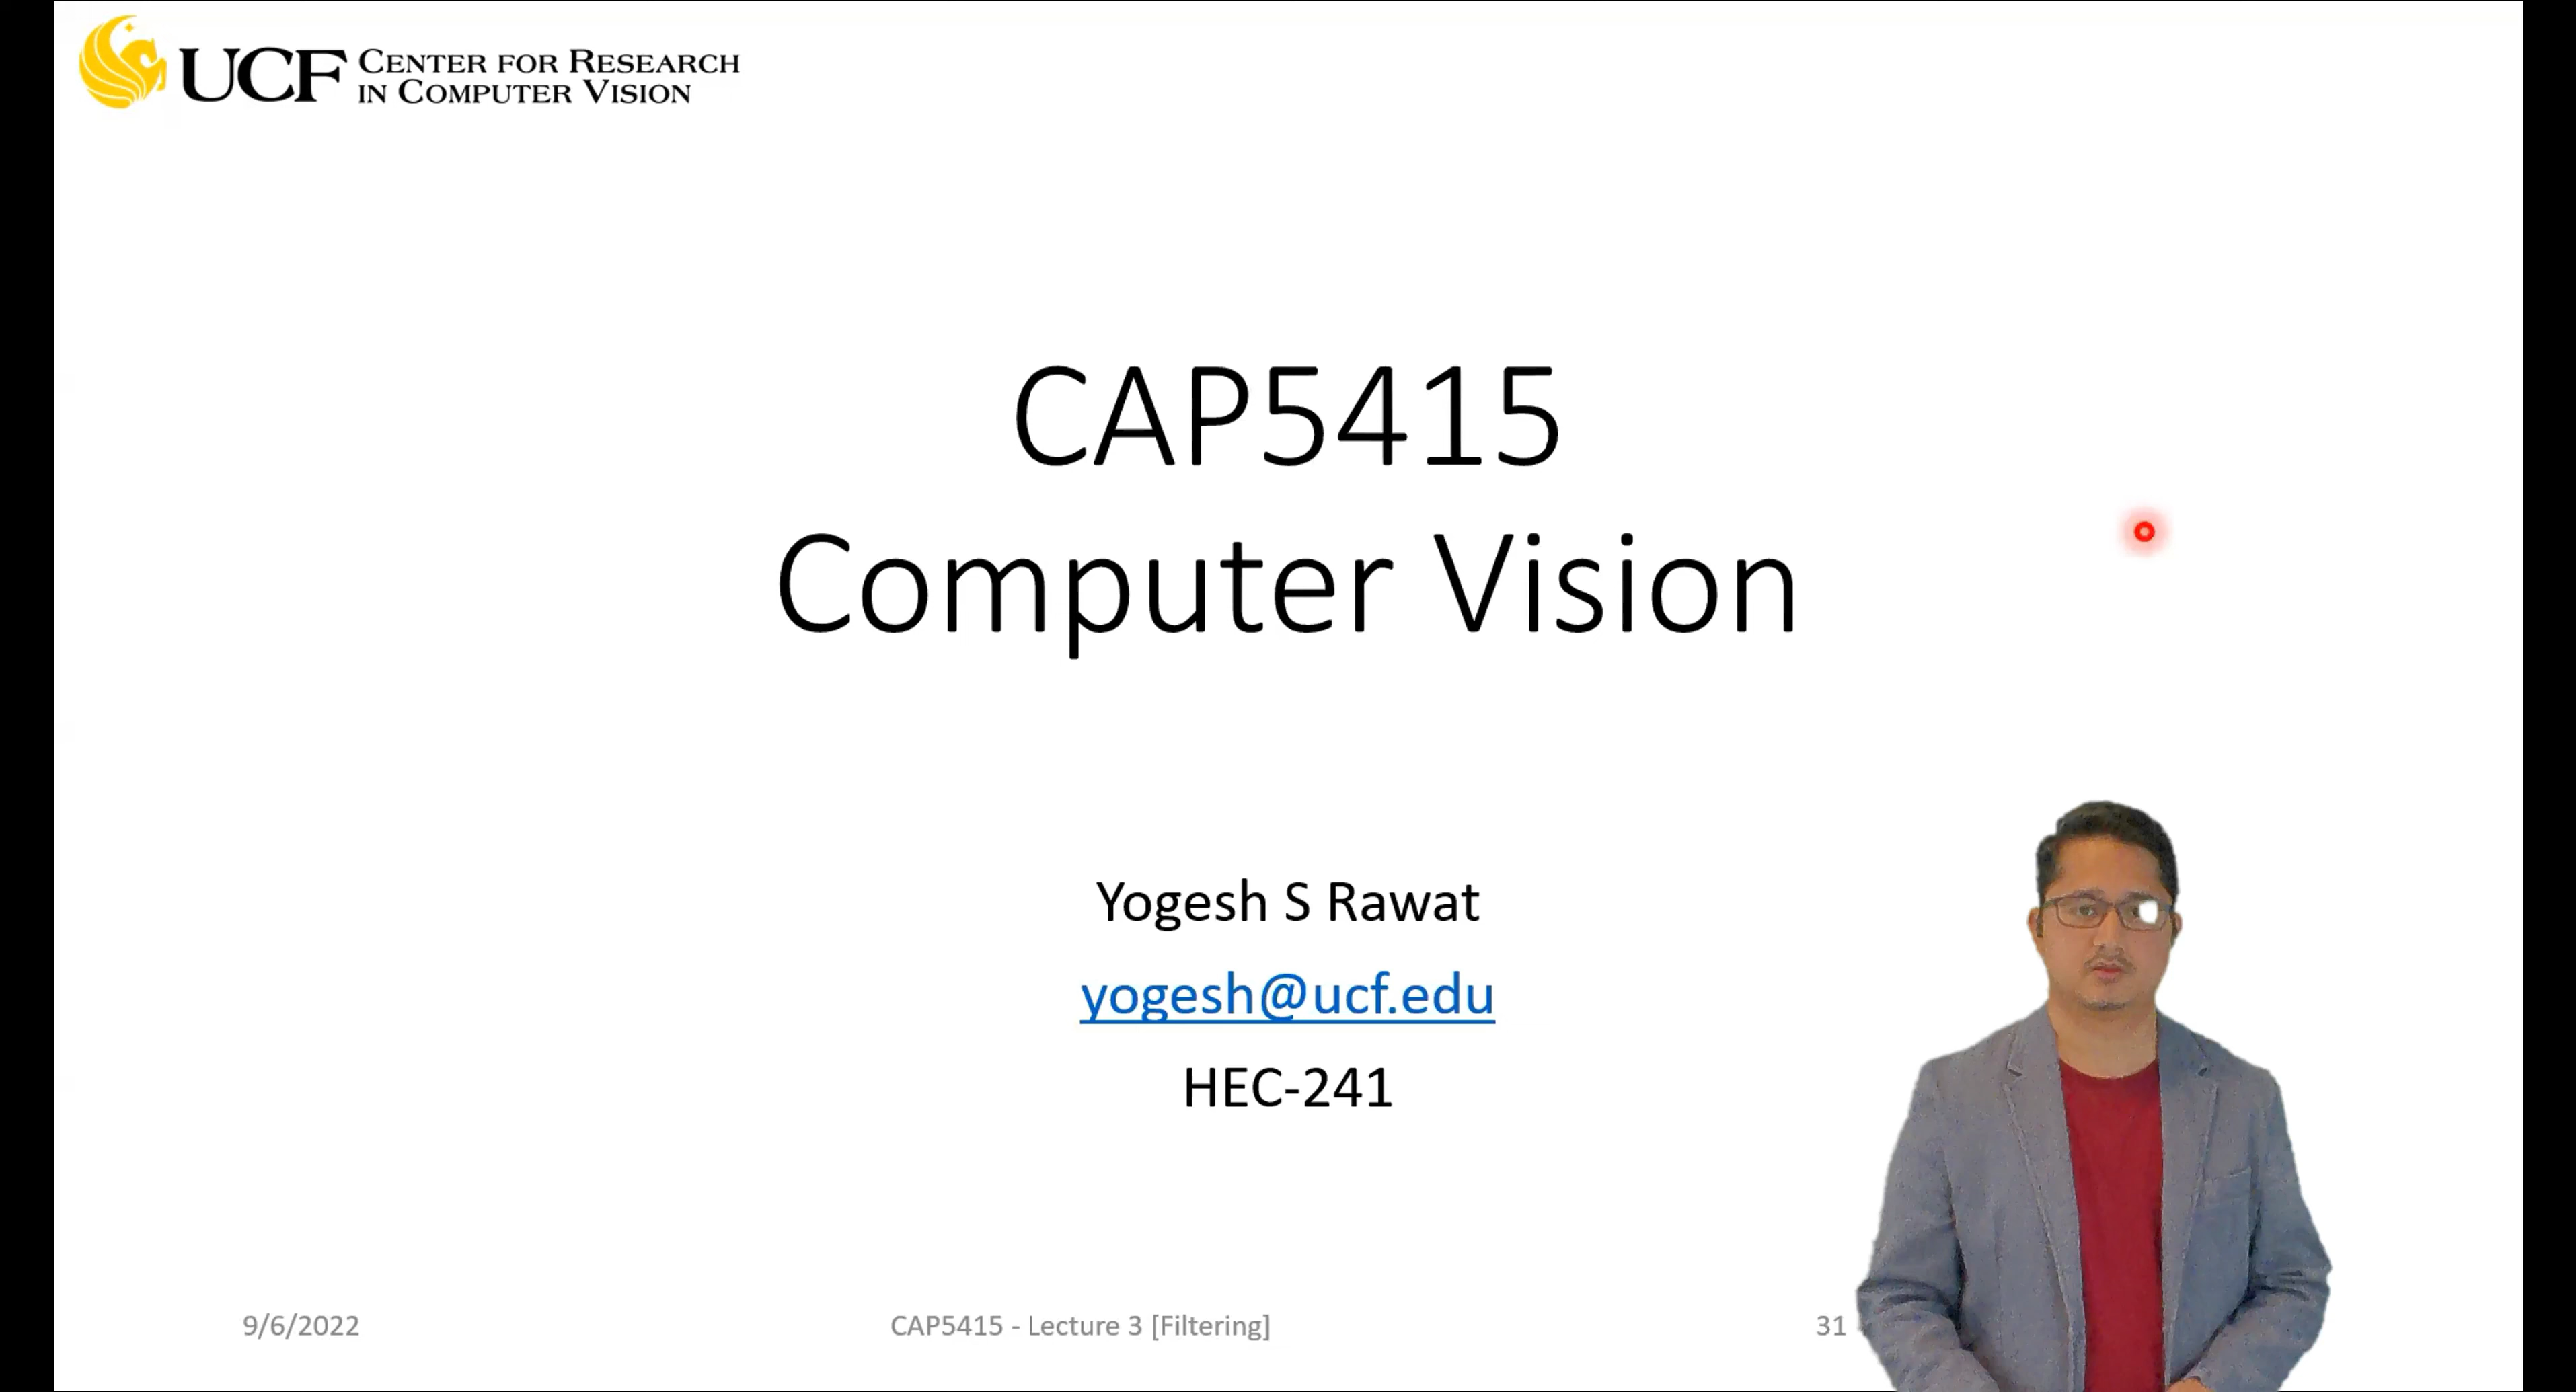 UCF CENTER FOR RESEARCH
IN COMPUTER VISION
CAP5415
Computer Vision
Yogesh S Rawat
yogesh@ucf.edu
HEC-241
9/6/2022 CAP5415 - Lecture 3 [Filtering] 31